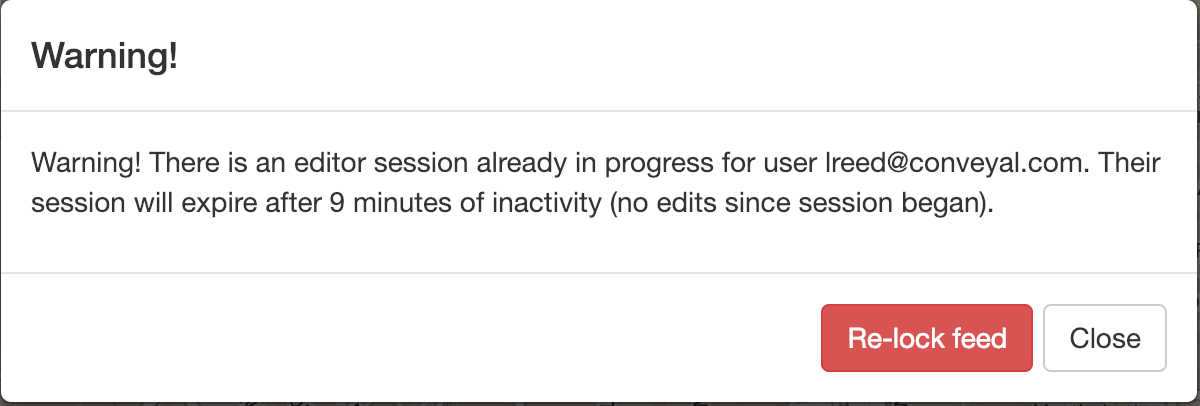 Warning!
Warning! There is an editor session already in progress for user lreed@conveyal.com. Their
session will expire after 9 minutes of inactivity (no edits since session began).
Re-lock feed
Close